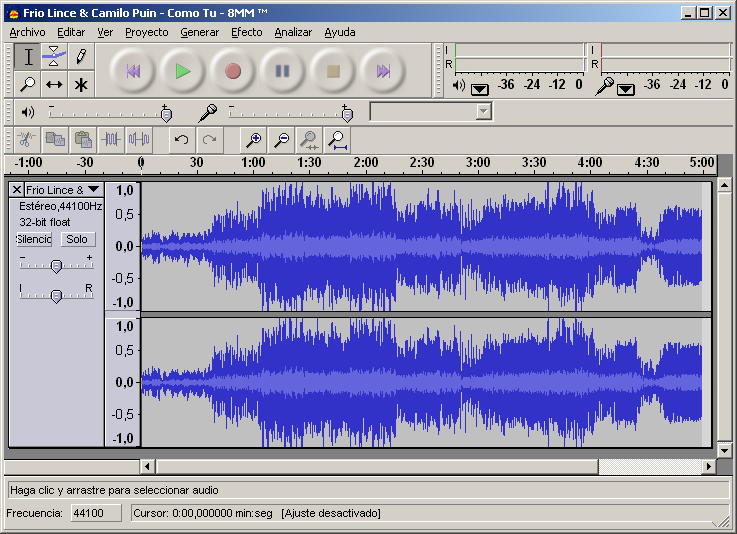 Frio Lince & Camilo Puin - Como Tu - 8MM ™
Archivo Editar Ver Proyecto Generar Efecto Analizar Ayuda
I R -36 -24 -12 0 I R -36 -24 -12 0
- + - +
-1:00 -30 0 30 1:00 1:30 2:00 2:30 3:00 3:30 4:00 4:30 5:00
Frio Lince &
Estéreo,44100Hz
32-bit float
Silencio Solo
- +
I R
1,0
0,5
0,0
-0,5
-1,0
1,0
0,5
0,0
-0,5
-1,0
Haga clic y arrastre para seleccionar audio
Frecuencia: 44100 Cursor: 0:00,000000 min:seg [Ajuste desactivado]